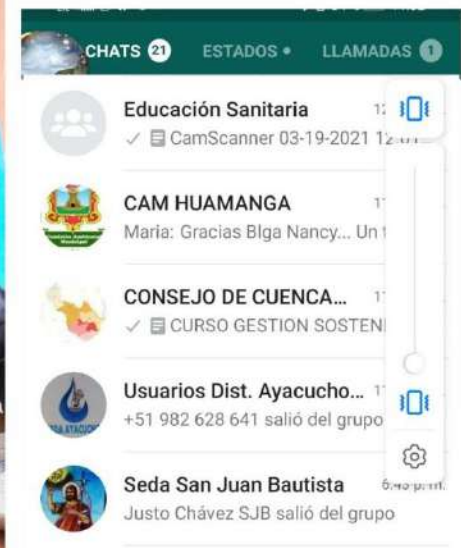 CHATS 21 ESTADOS • LLAMADAS 1
Educación Sanitaria
✓ CamScanner 03-19-2021
CAM HUAMANGA
Maria: Gracias Blga Nancy... Un
CONSEJO DE CUENCA...
✓ CURSO GESTION
Usuarios Dist. Ayacucho...
+51 982 628 641 salió del grupo
Seda San Juan Bautista
Justo Chávez SJB salió del grupo